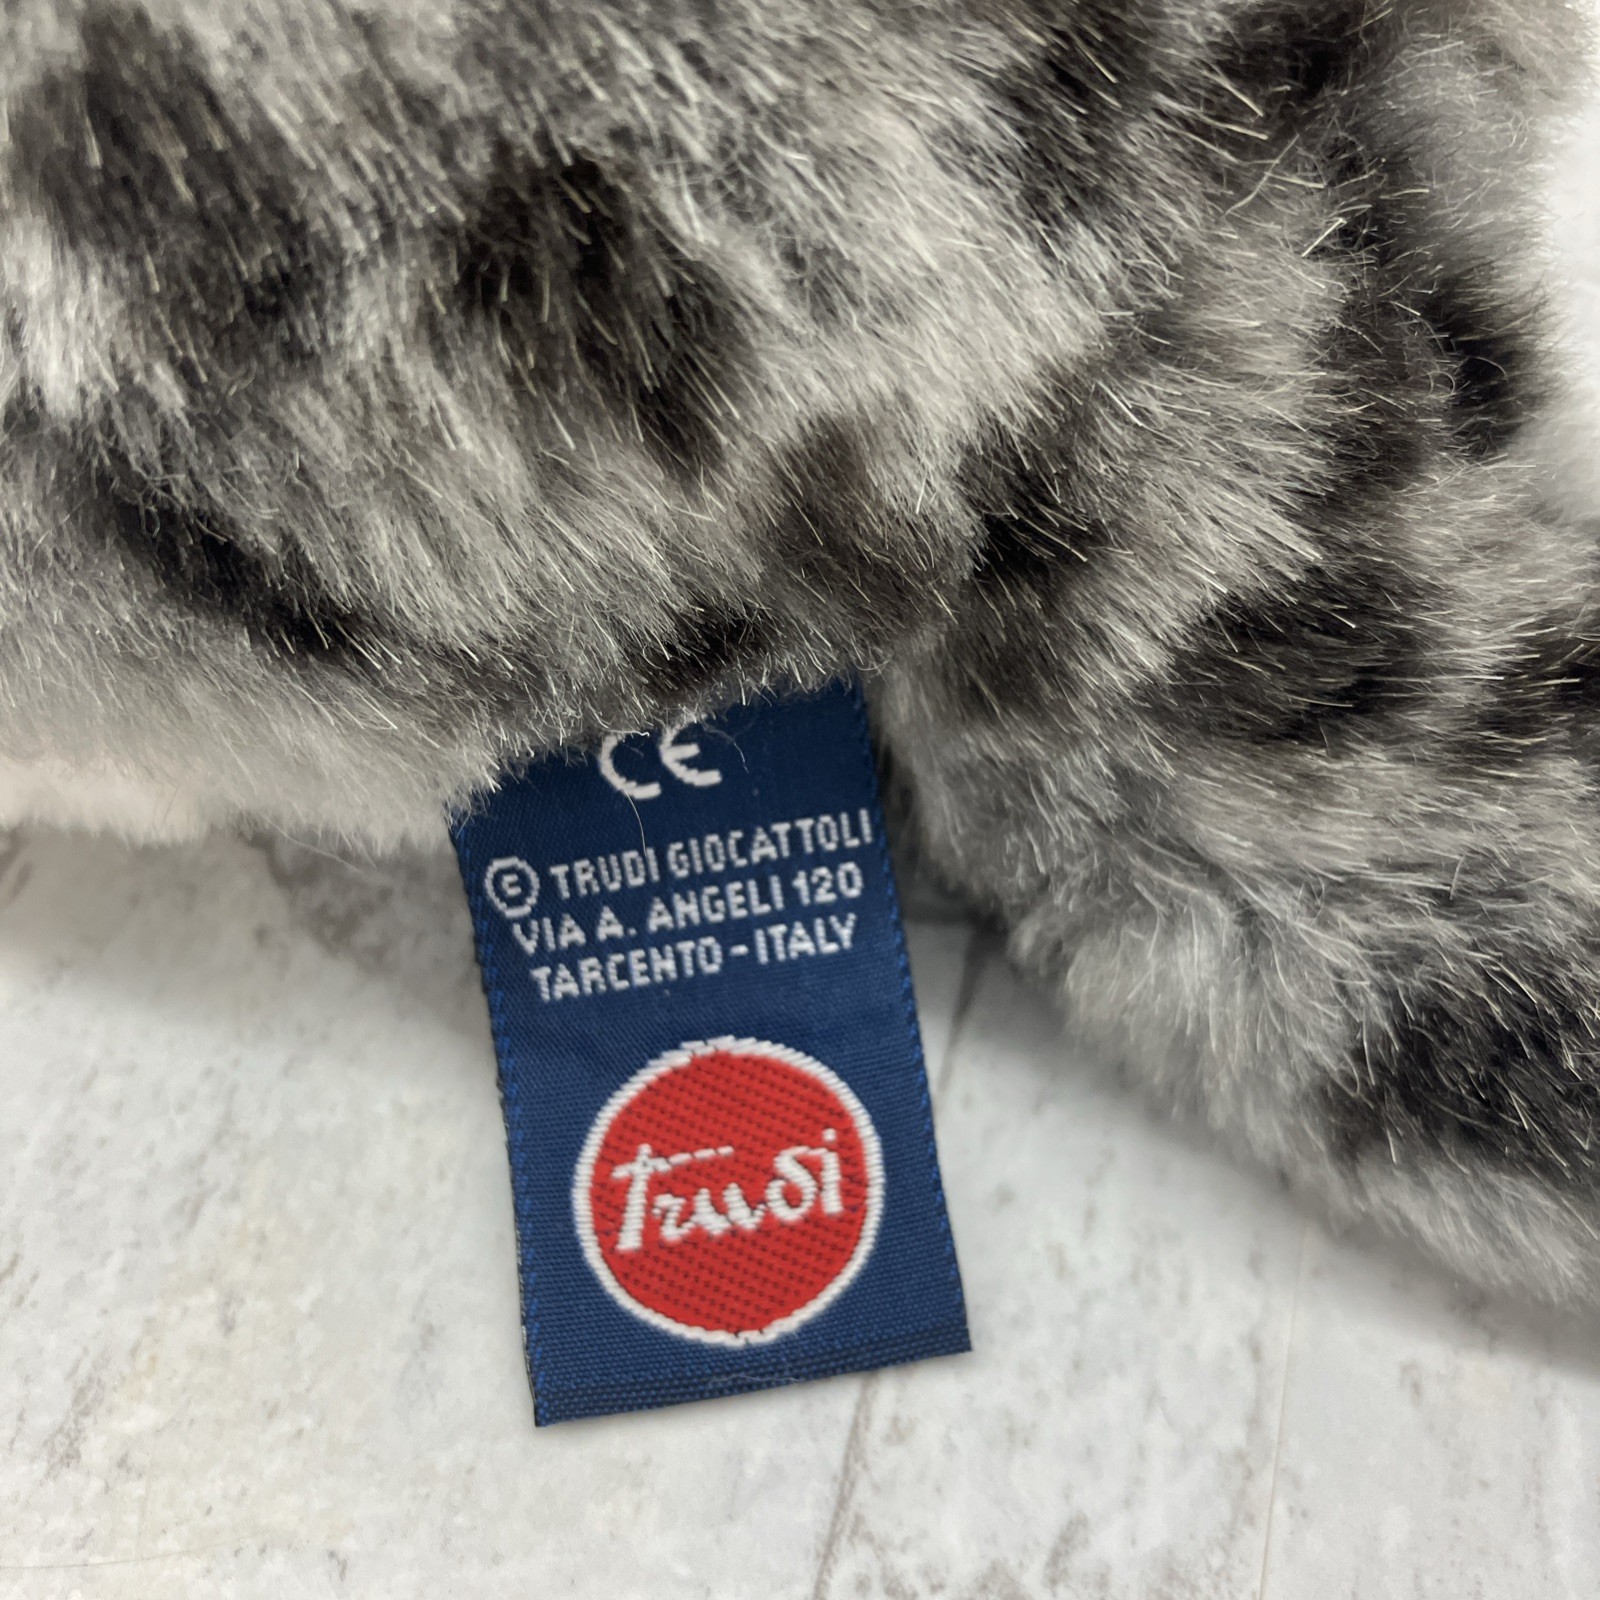 CE
© TRUDI GIOCATTOLI
VIA A. ANGELI 120
TARCENTO - ITALY
Trudi